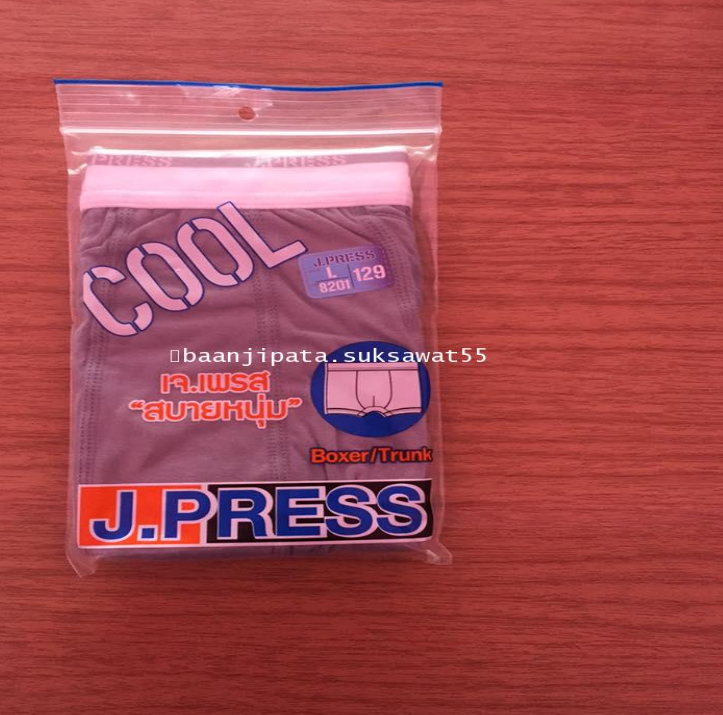 J.PRESS J.PRESS
COOL
J.PRESS
L 129
8201
baanjipata.suksawat55
เจ.เพรส
“สบายหนุ่ม”
Boxer/Trunk
J.PRESS